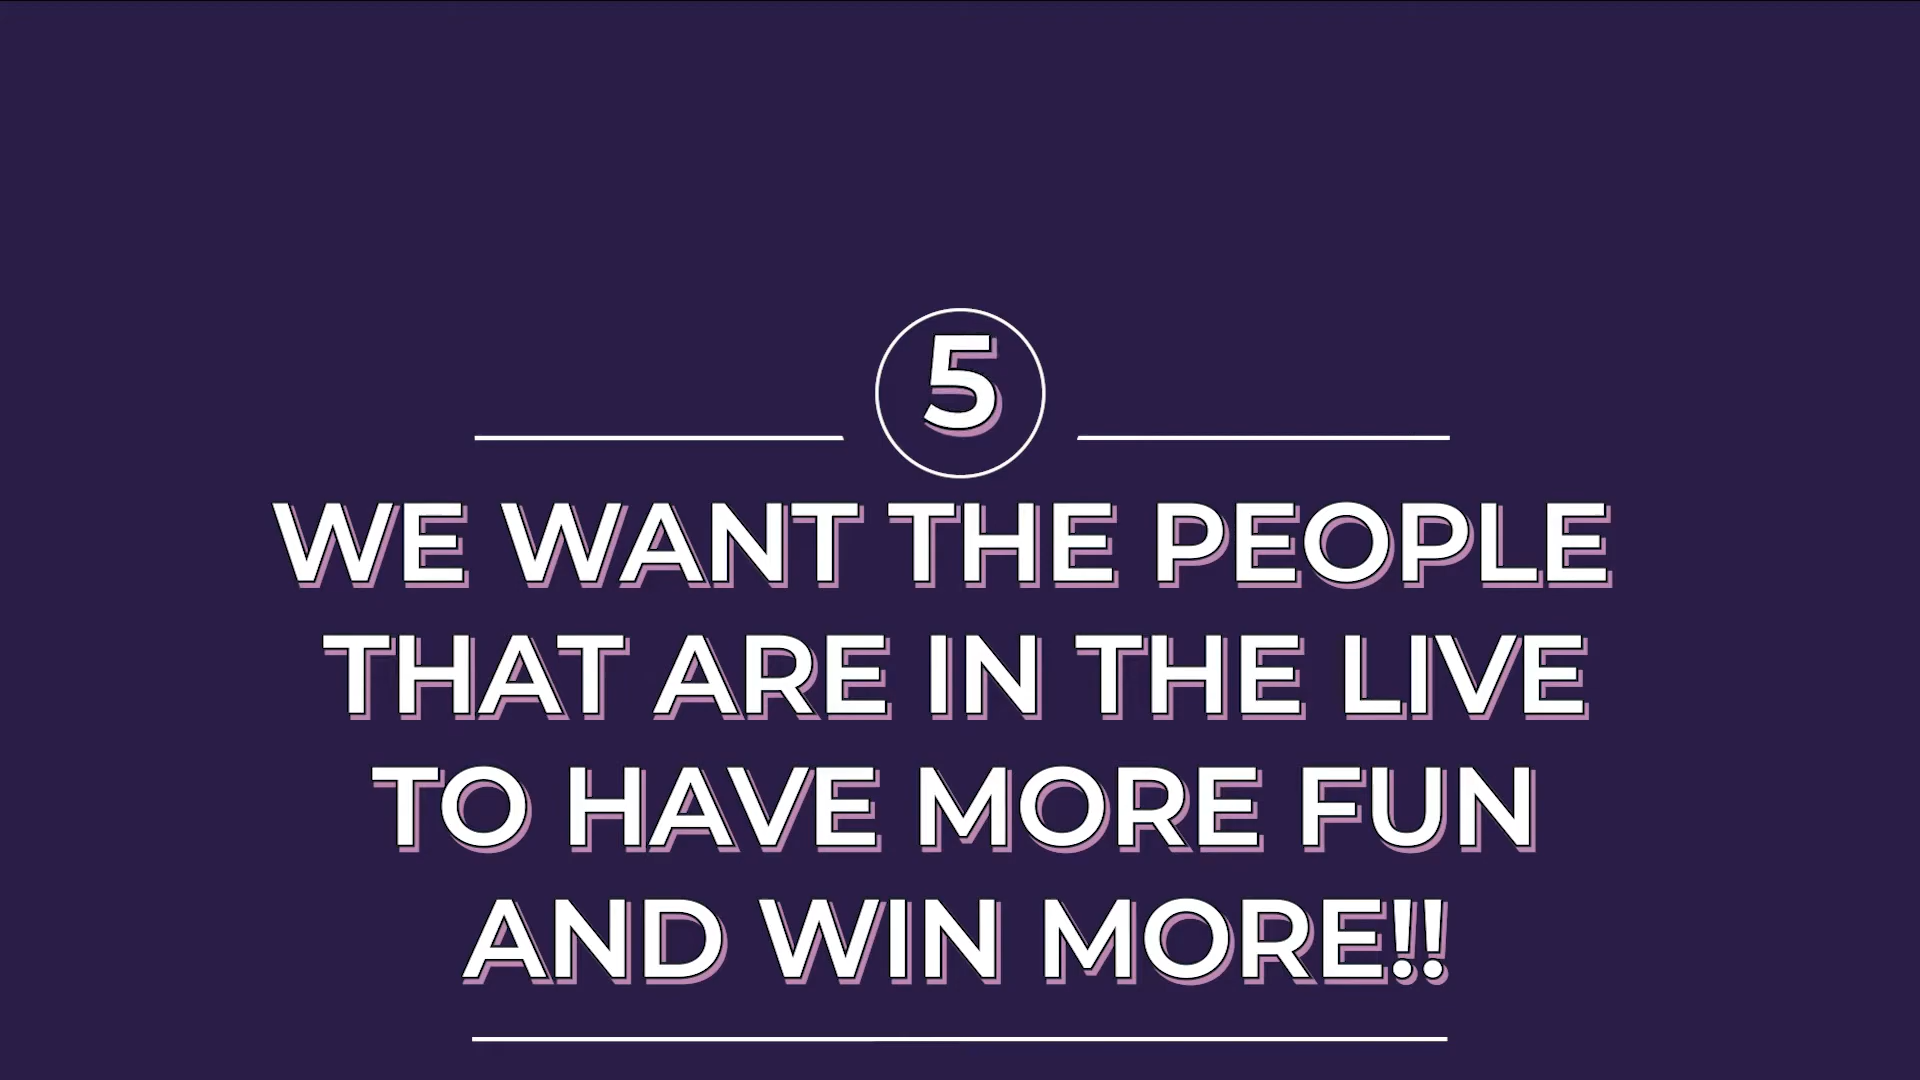 5
WE WANT THE PEOPLE
THAT ARE IN THE LIVE
TO HAVE MORE FUN
AND WIN MORE!!